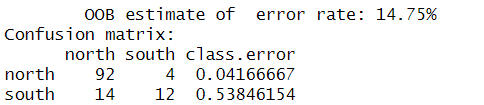 OOB estimate of  error rate: 14.75%
Confusion matrix:
      north south class.error
north    92     4  0.04166667
south    14    12  0.53846154